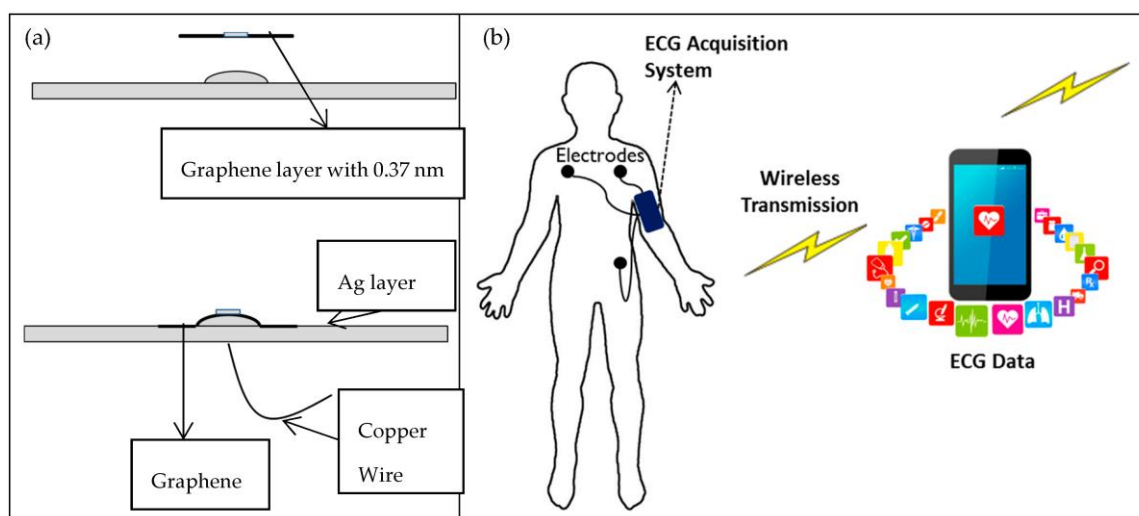 (a)
Graphene layer with 0.37 nm
Ag layer
Copper
Wire
Graphene
(b)
ECG Acquisition
System
Electrodes
Wireless
Transmission
H
ECG Data